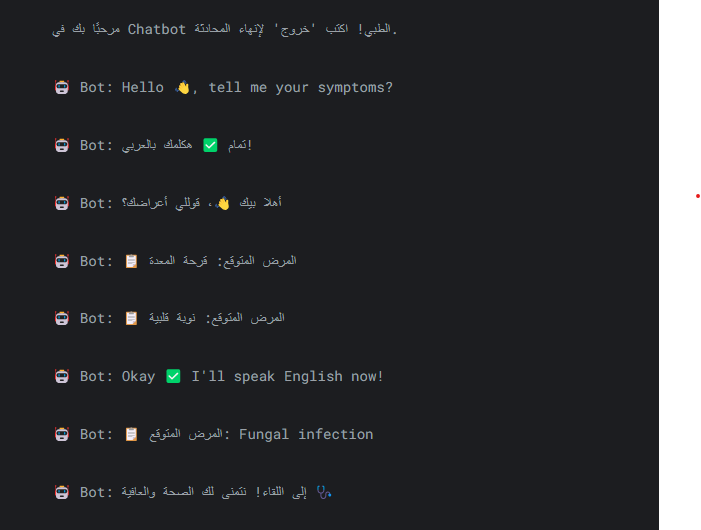 مرحبًا بك في Chatbot الطبي! اكتب 'خروج' لإنهاء المحادثة.
🤖 Bot: Hello 👋, tell me your symptoms?
🤖 Bot: تمام ✅ هكلمك بالعربي!
🤖 Bot: أهلا بيك 👋، قوللي أعراضك؟
🤖 Bot: 📋 المرض المتوقع: قرحة المعدة
🤖 Bot: 📋 المرض المتوقع: نوبة قلبية
🤖 Bot: Okay ✅ I'll speak English now!
🤖 Bot: 📋 المرض المتوقع: Fungal infection
🤖 Bot: إلى اللقاء! نتمنى لك الصحة والعافية 🩺